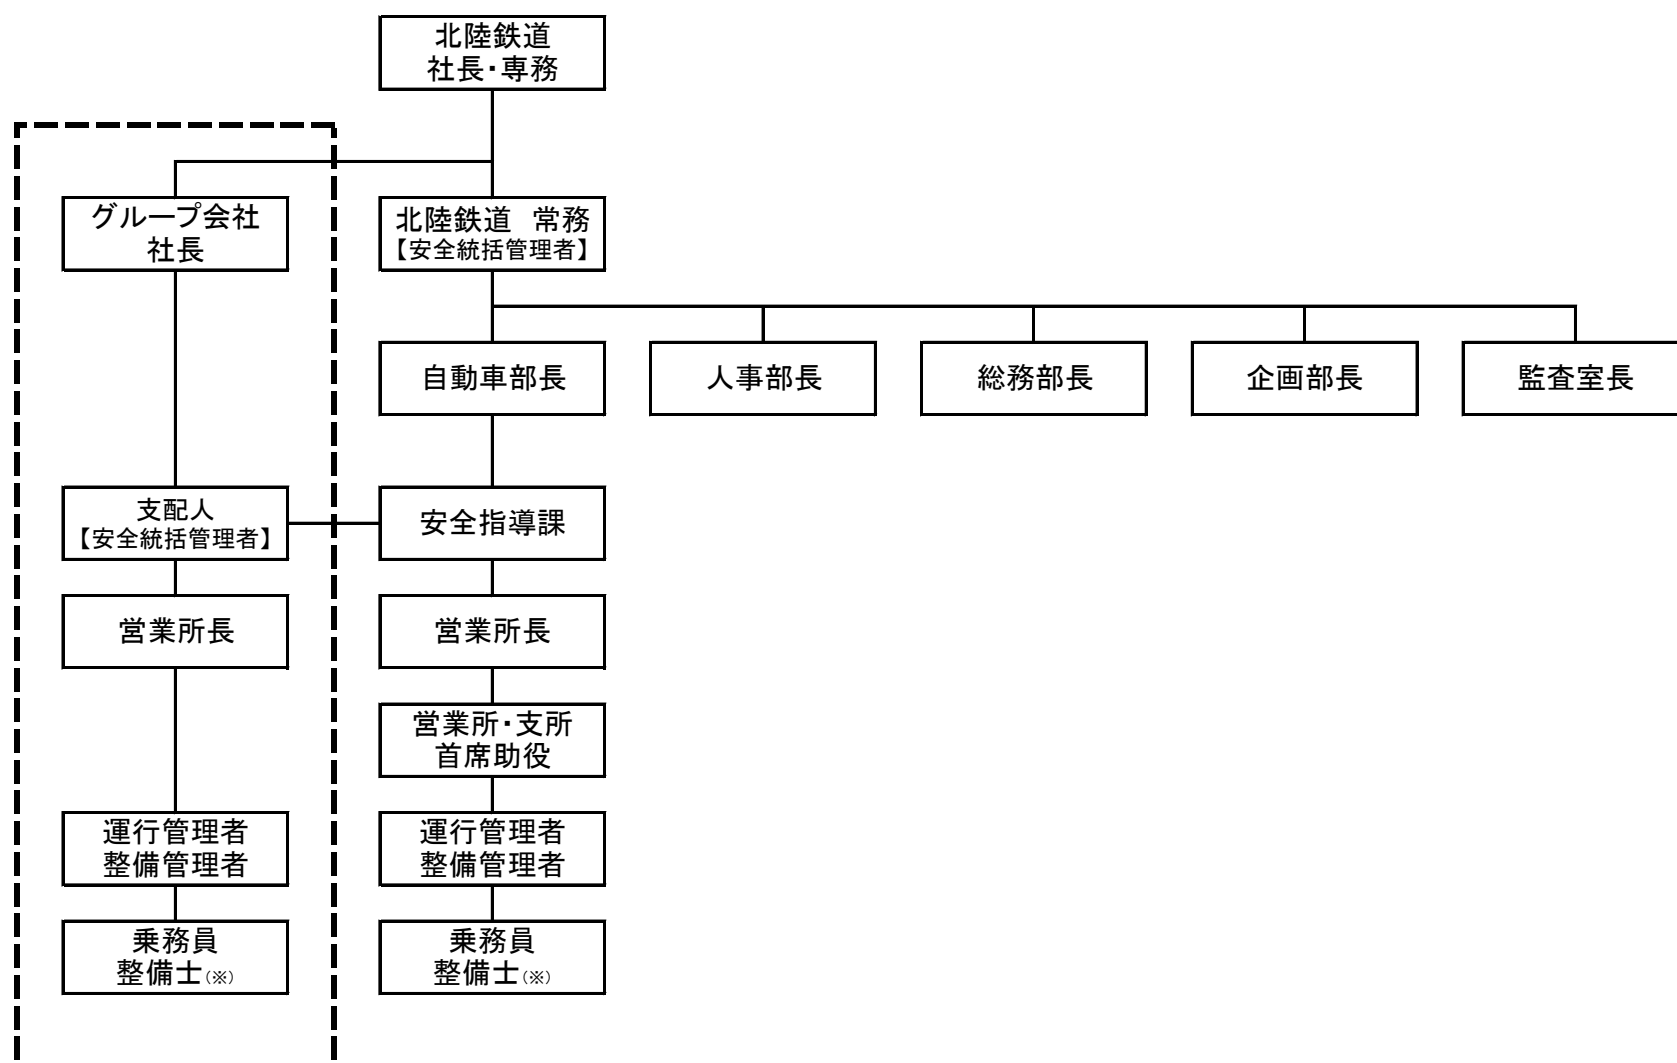 北陸鉄道
社長・専務
グループ会社
社長
北陸鉄道　常務
【安全統括管理者】
自動車部長
人事部長
総務部長
企画部長
監査室長
支配人
【安全統括管理者】
安全指導課
営業所長
営業所長
営業所・支所
首席助役
運行管理者
整備管理者
運行管理者
整備管理者
乗務員
整備士(※)
乗務員
整備士(※)